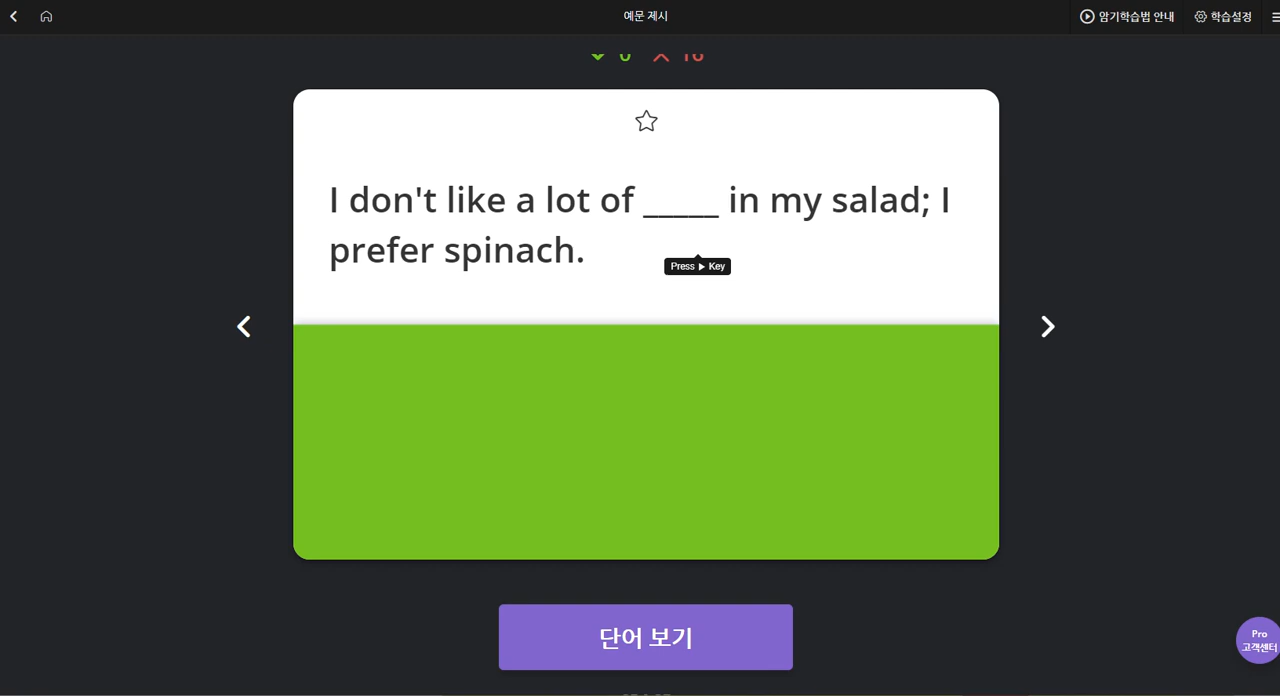 예문 제시
암기학습법 안내
학습설정
I don't like a lot of _____ in my salad; I
prefer spinach.
Press ▶ Key
단어 보기
Pro
고객센터